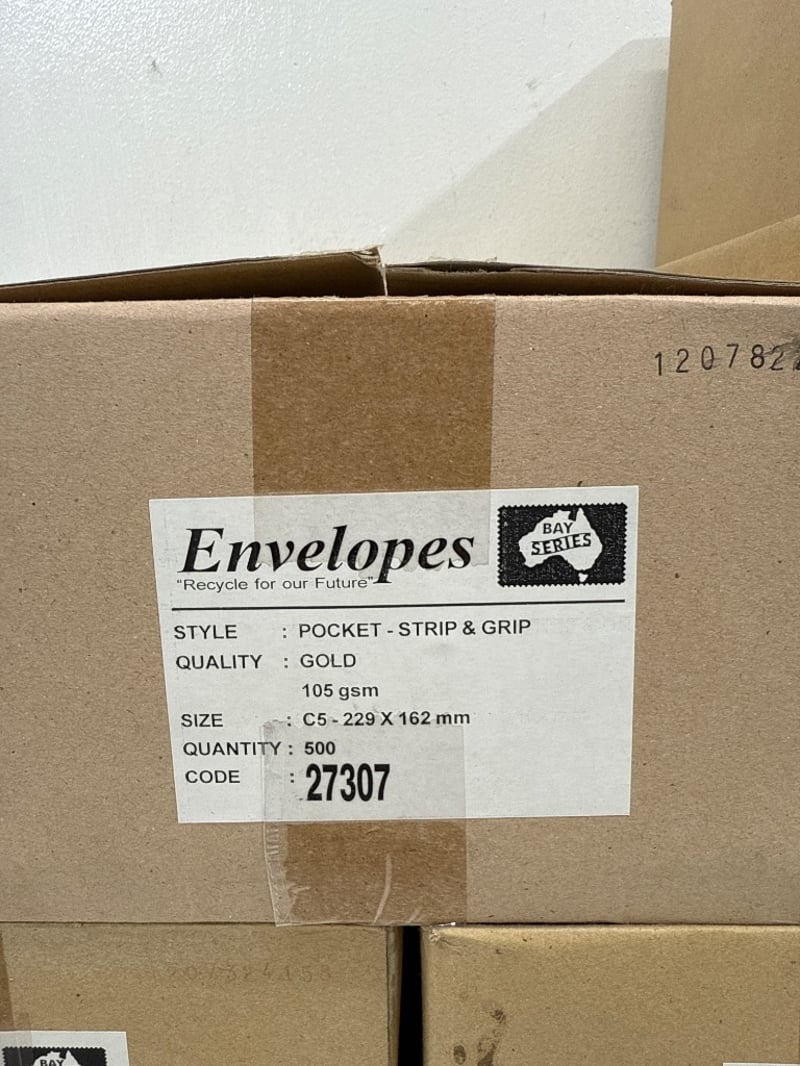 Envelopes
"Recycle for our Future"
BAY
SERIES
STYLE : POCKET - STRIP & GRIP
QUALITY : GOLD
105 gsm
SIZE : C5 - 229 X 162 mm
QUANTITY : 500
CODE : 27307
BAY